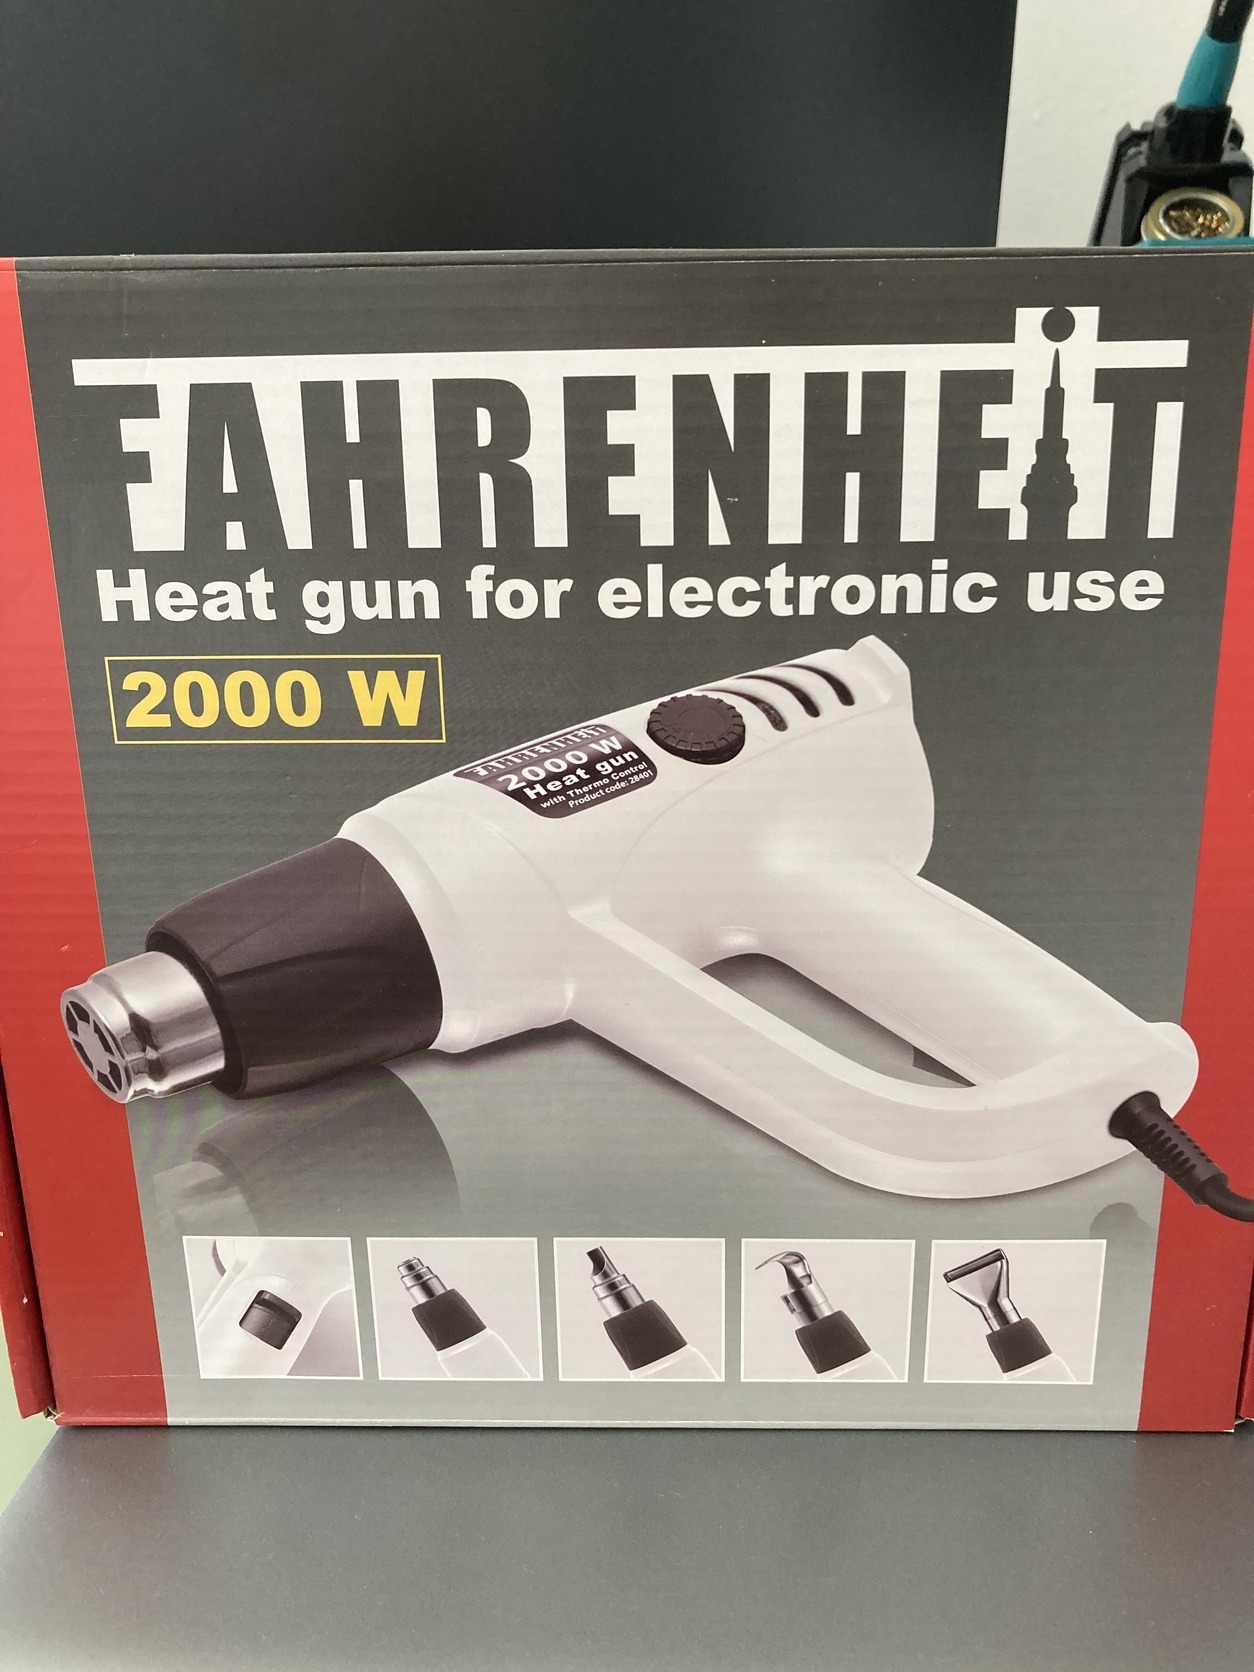 FAHRENHEIT
Heat gun for electronic use
2000 W
FAHRENHEIT
2000 W
Heat gun
with Thermo Control
Product code: 28401